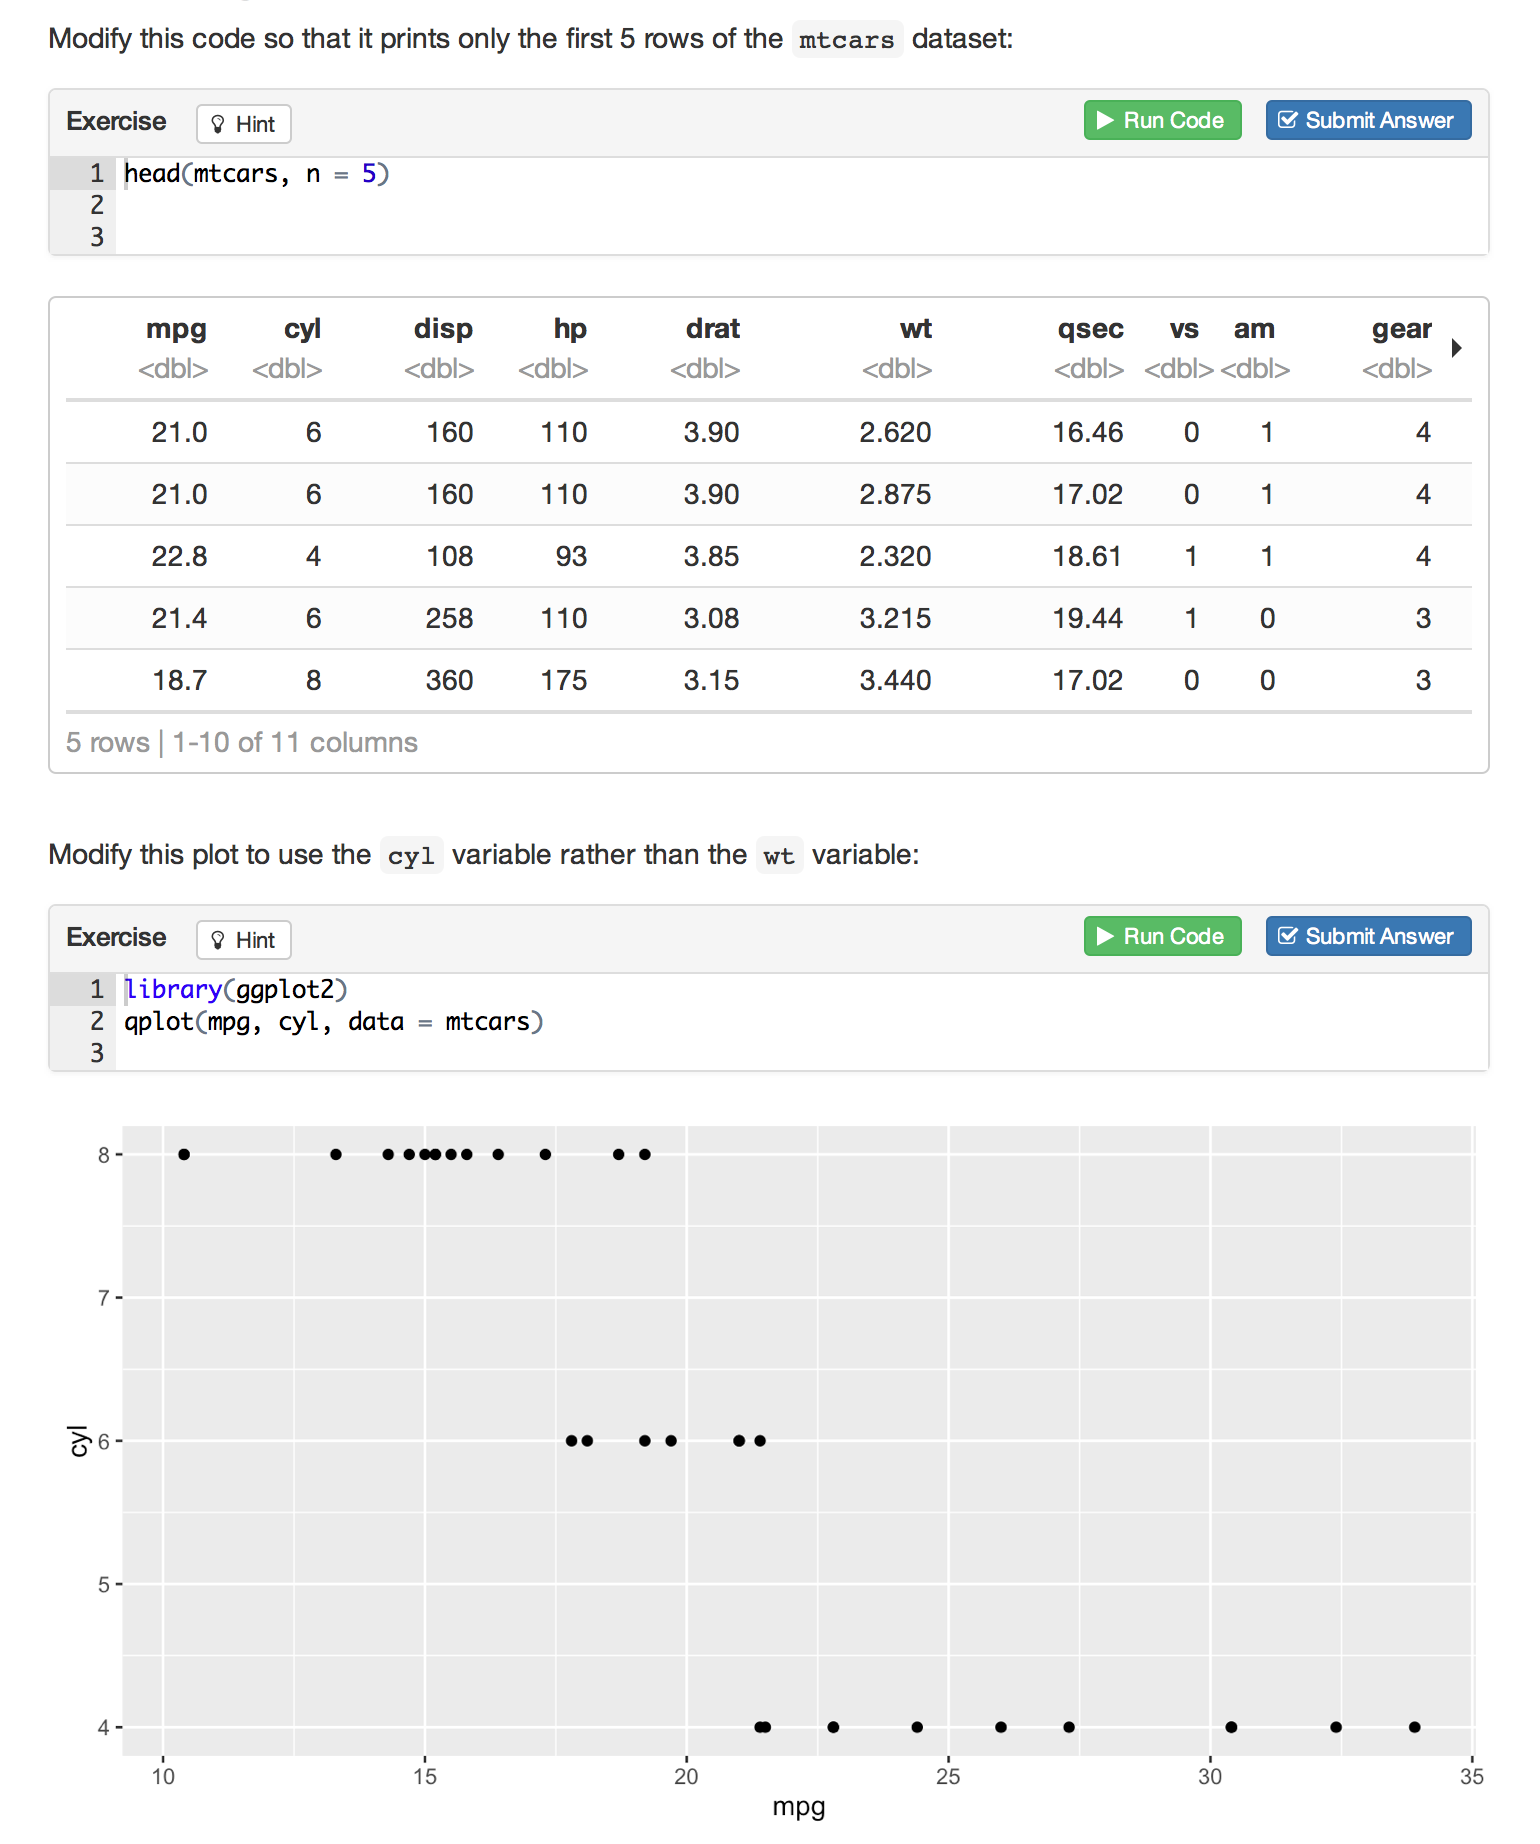 Modify this code so that it prints only the first 5 rows of the mtcars dataset:
Exercise Hint Run Code Submit Answer
1 head(mtcars, n = 5)
2
3
mpg cyl disp hp drat wt qsec vs am gear
<dbl> <dbl> <dbl> <dbl> <dbl> <dbl> <dbl> <dbl> <dbl> <dbl>
21.0 6 160 110 3.90 2.620 16.46 0 1 4
21.0 6 160 110 3.90 2.875 17.02 0 1 4
22.8 4 108 93 3.85 2.320 18.61 1 1 4
21.4 6 258 110 3.08 3.215 19.44 1 0 3
18.7 8 360 175 3.15 3.440 17.02 0 0 3
5 rows | 1-10 of 11 columns
Modify this plot to use the cyl variable rather than the wt variable:
Exercise Hint Run Code Submit Answer
1 library(ggplot2)
2 qplot(mpg, cyl, data = mtcars)
3
8
7
cyl
6
5
4
10 15 20 25 30 35
mpg